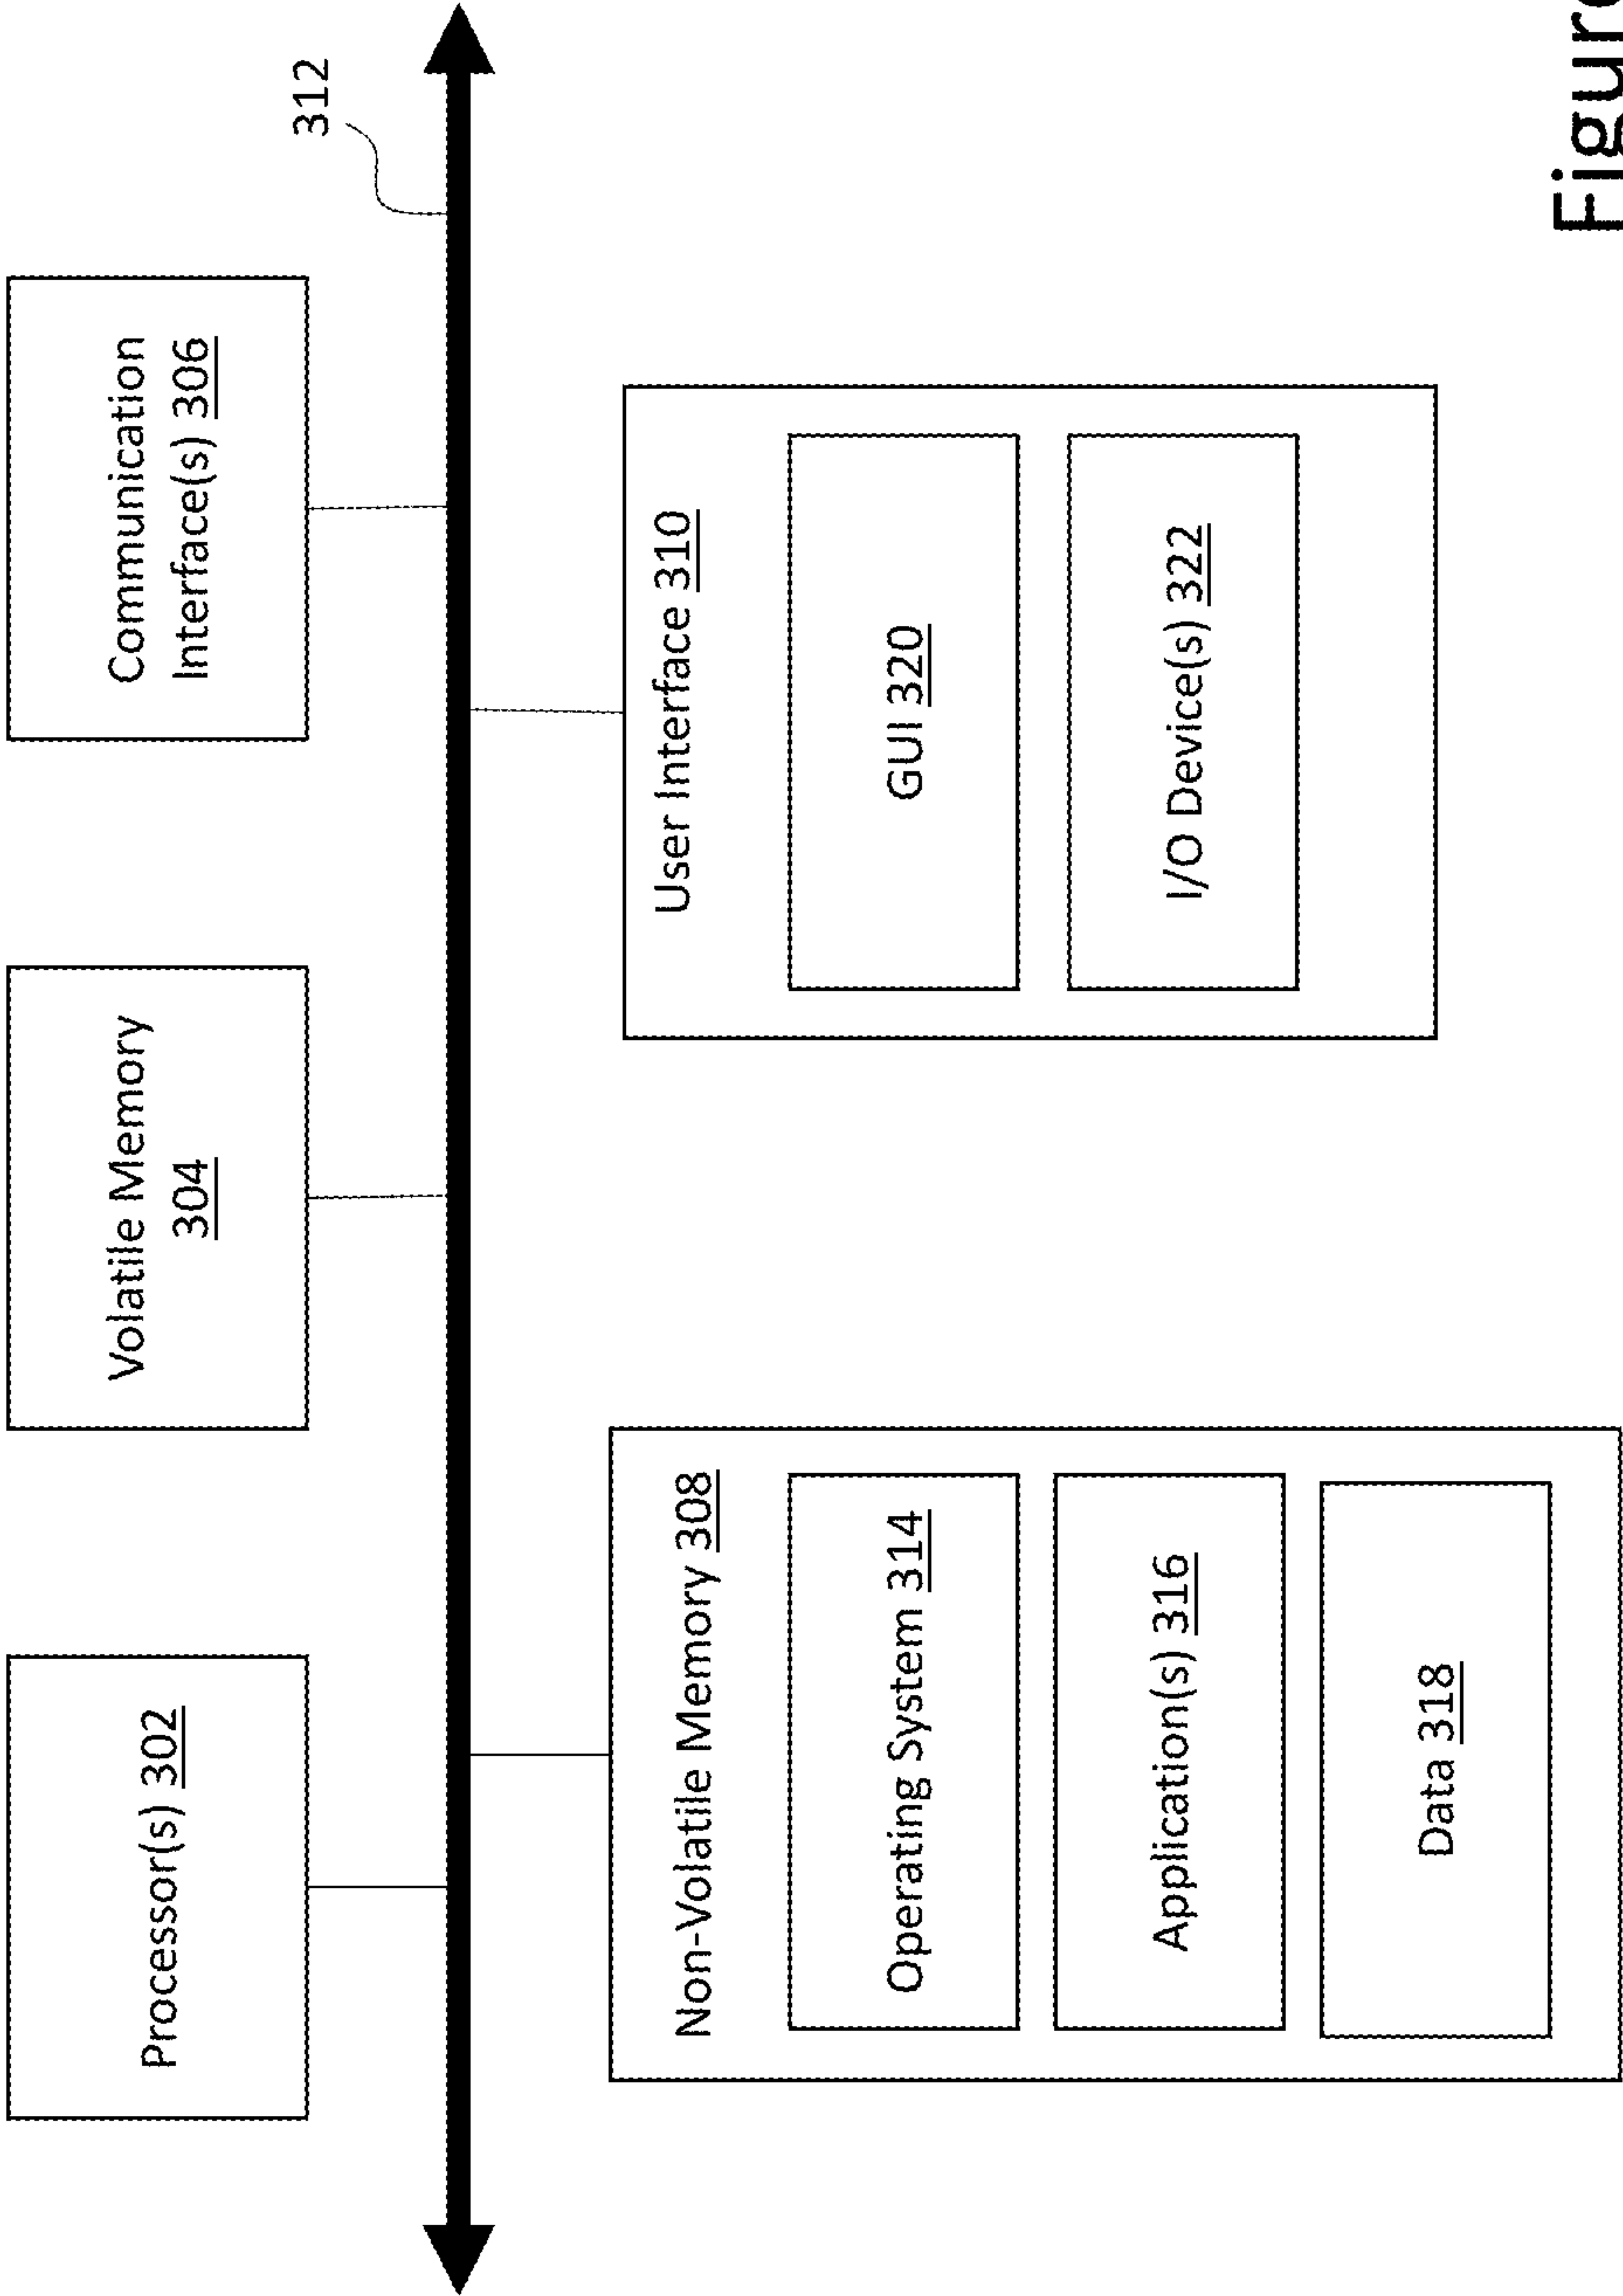 Processor(s) 302
Volatile Memory
304
Communication
Interface(s) 306
312
Non-Volatile Memory 308
Operating System 314
Application(s) 316
Data 318
User Interface 310
GUI 320
I/O Device(s) 322